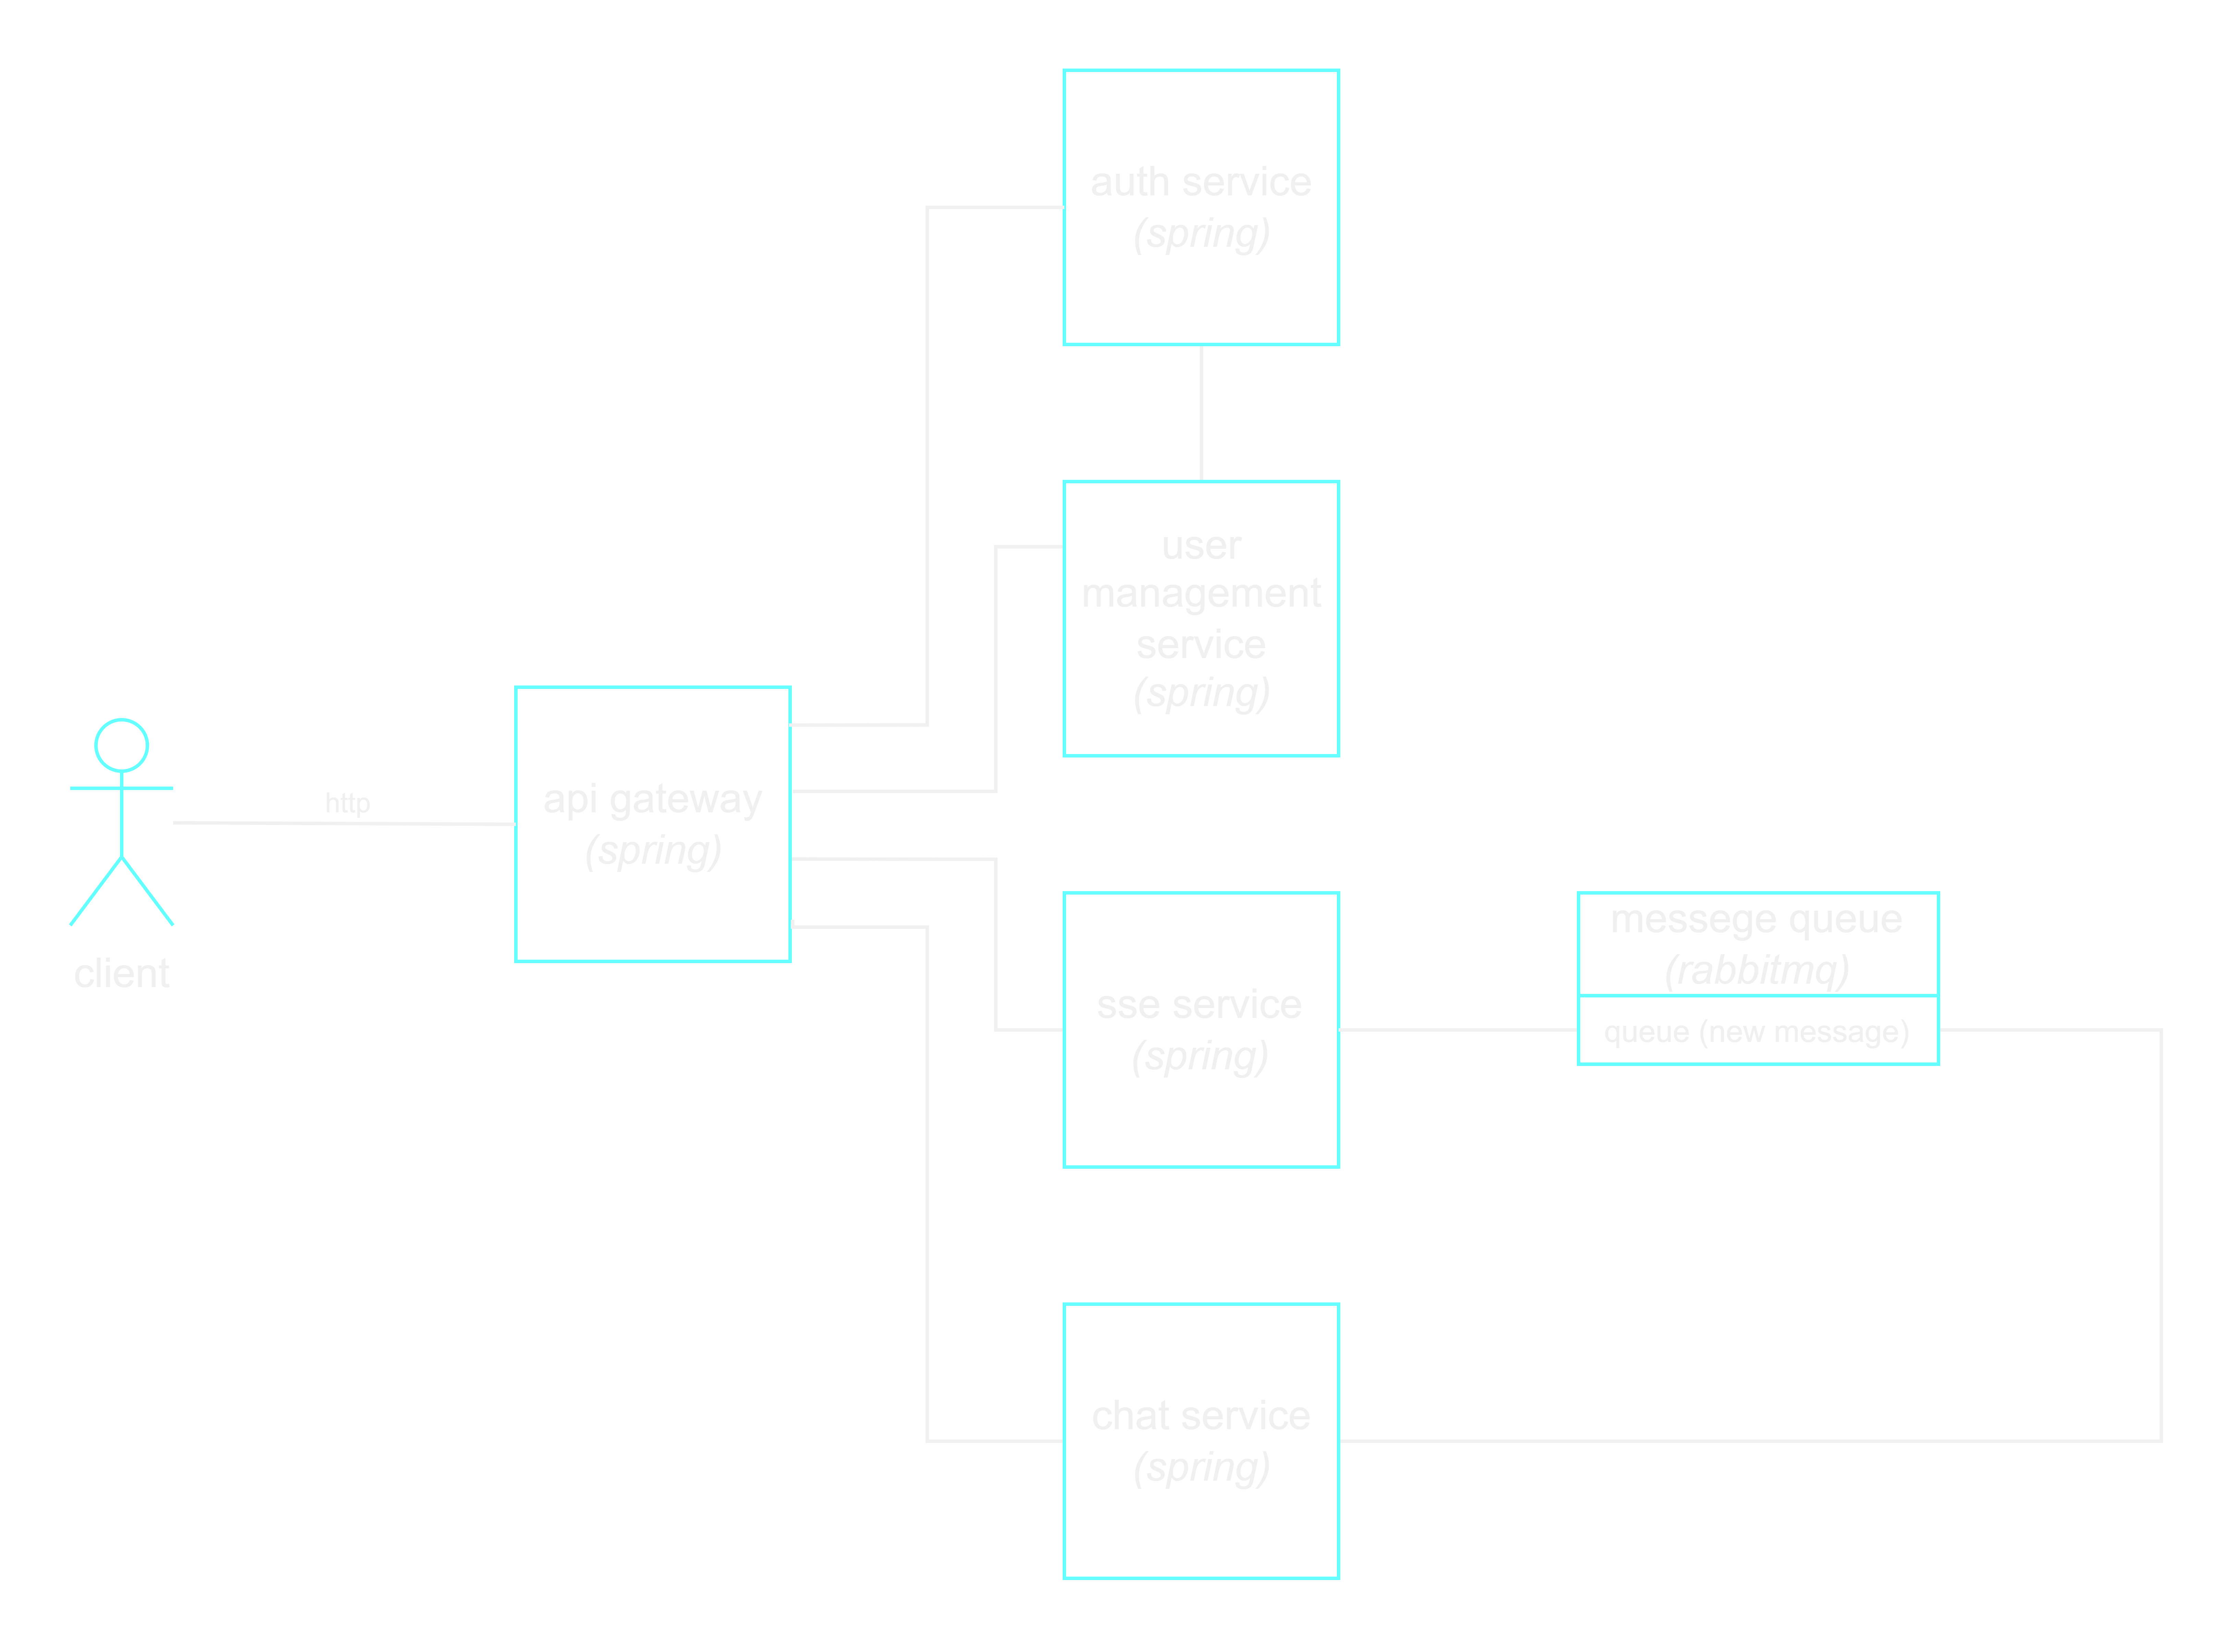 auth service
(spring)
user
management
service
(spring)
http
api gateway
(spring)
client
messege queue
(rabbitmq)
queue (new message)
sse service
(spring)
chat service
(spring)